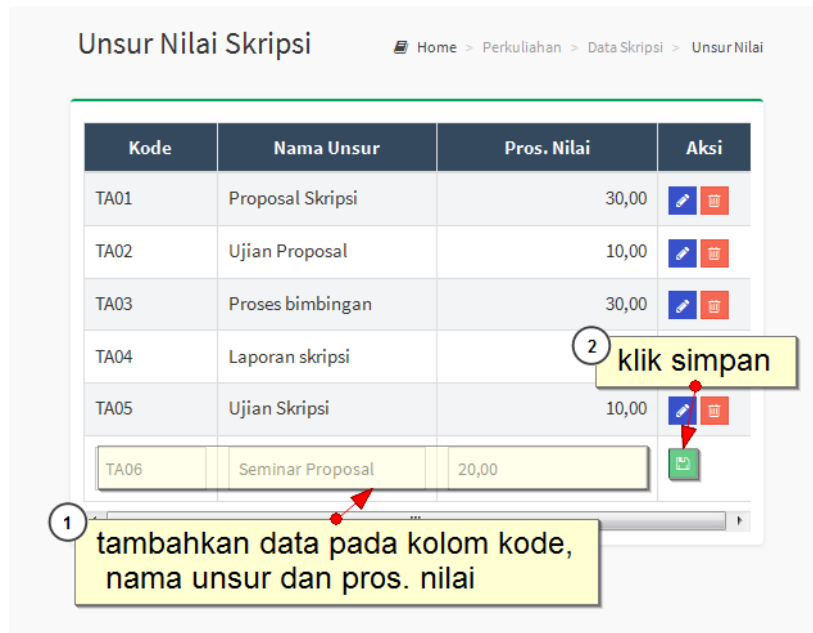 Unsur Nilai Skripsi
Home > Perkuliahan > Data Skripsi > Unsur Nilai
Kode Nama Unsur Pros. Nilai Aksi
TA01 Proposal Skripsi 30,00
TA02 Ujian Proposal 10,00
TA03 Proses bimbingan 30,00
2 klik simpan
TA04 Laporan skripsi
TA05 Ujian Skripsi 10,00
TA06 Seminar Proposal 20,00
1 tambahkan data pada kolom kode,
nama unsur dan pros. nilai